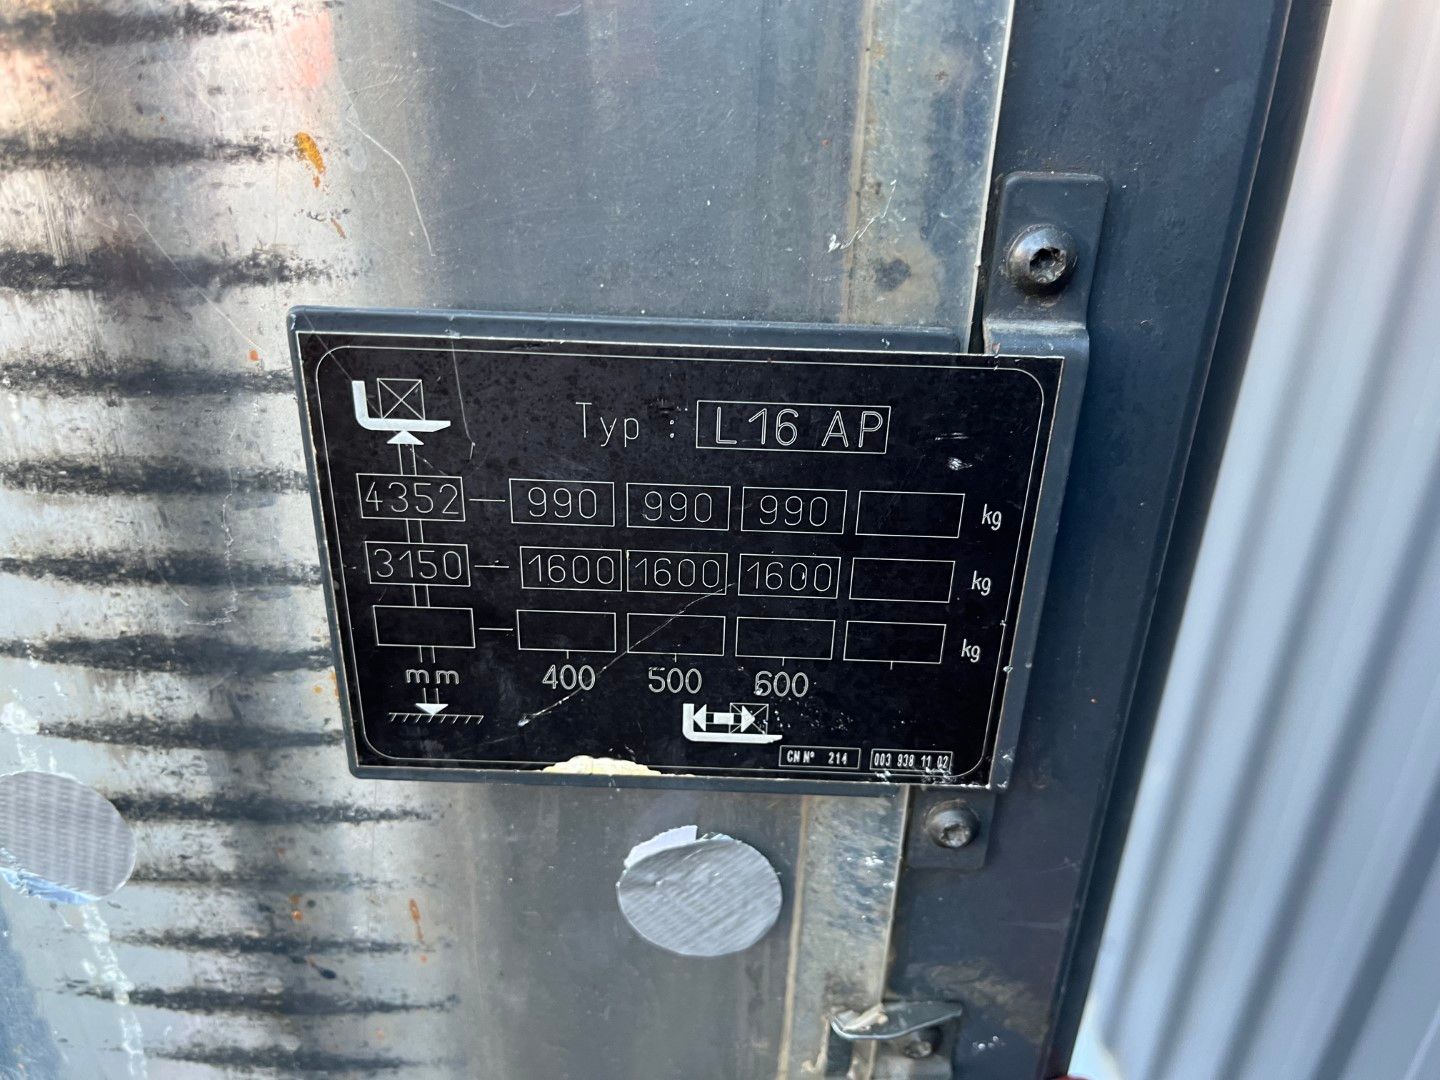 Typ : L16 AP
4352 990 990 990 kg
3150 1600 1600 1600 kg
kg
mm 400 500 600
CN N° 214 003 938 11 02